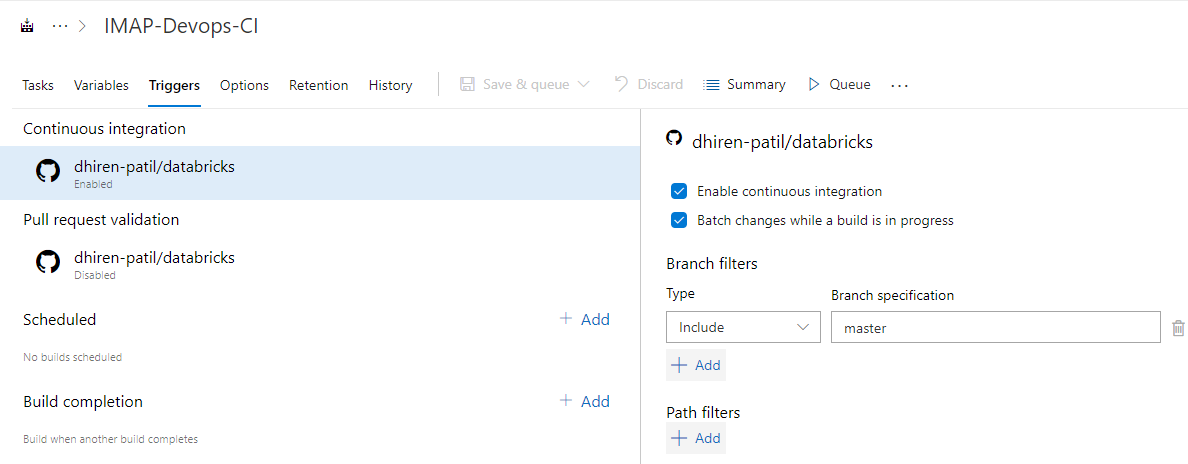 ··· > IMAP-Devops-CI
Tasks Variables Triggers Options Retention History Save & queue Discard Summary Queue ···
Continuous integration
dhiren-patil/databricks
Enabled
Pull request validation
dhiren-patil/databricks
Disabled
Scheduled + Add
No builds scheduled
Build completion + Add
Build when another build completes
dhiren-patil/databricks
Enable continuous integration
Batch changes while a build is in progress
Branch filters
Type Branch specification
Include master
+ Add
Path filters
+ Add